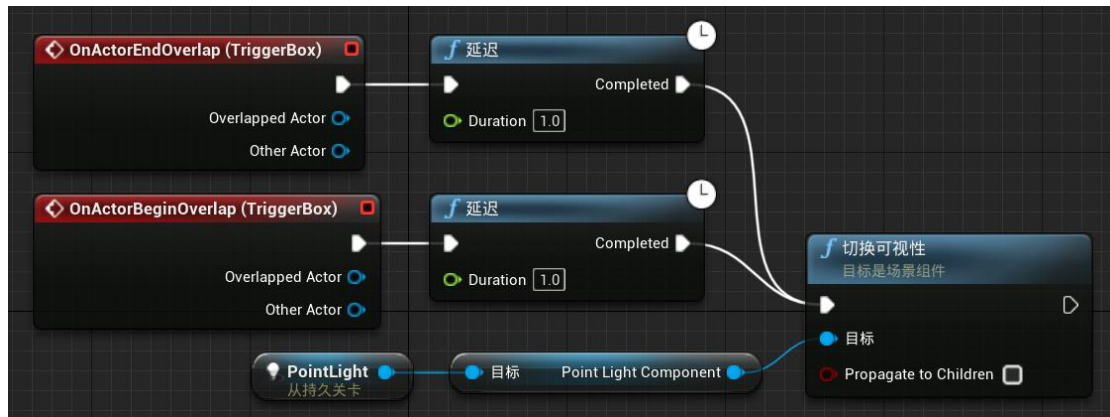 OnActorEndOverlap (TriggerBox)
Overlapped Actor
Other Actor
f 延迟
Completed
Duration 1.0
OnActorBeginOverlap (TriggerBox)
Overlapped Actor
Other Actor
f 延迟
Completed
Duration 1.0
f 切换可视性
目标是场景组件
目标
Propagate to Children
PointLight
从持久关卡
目标 Point Light Component